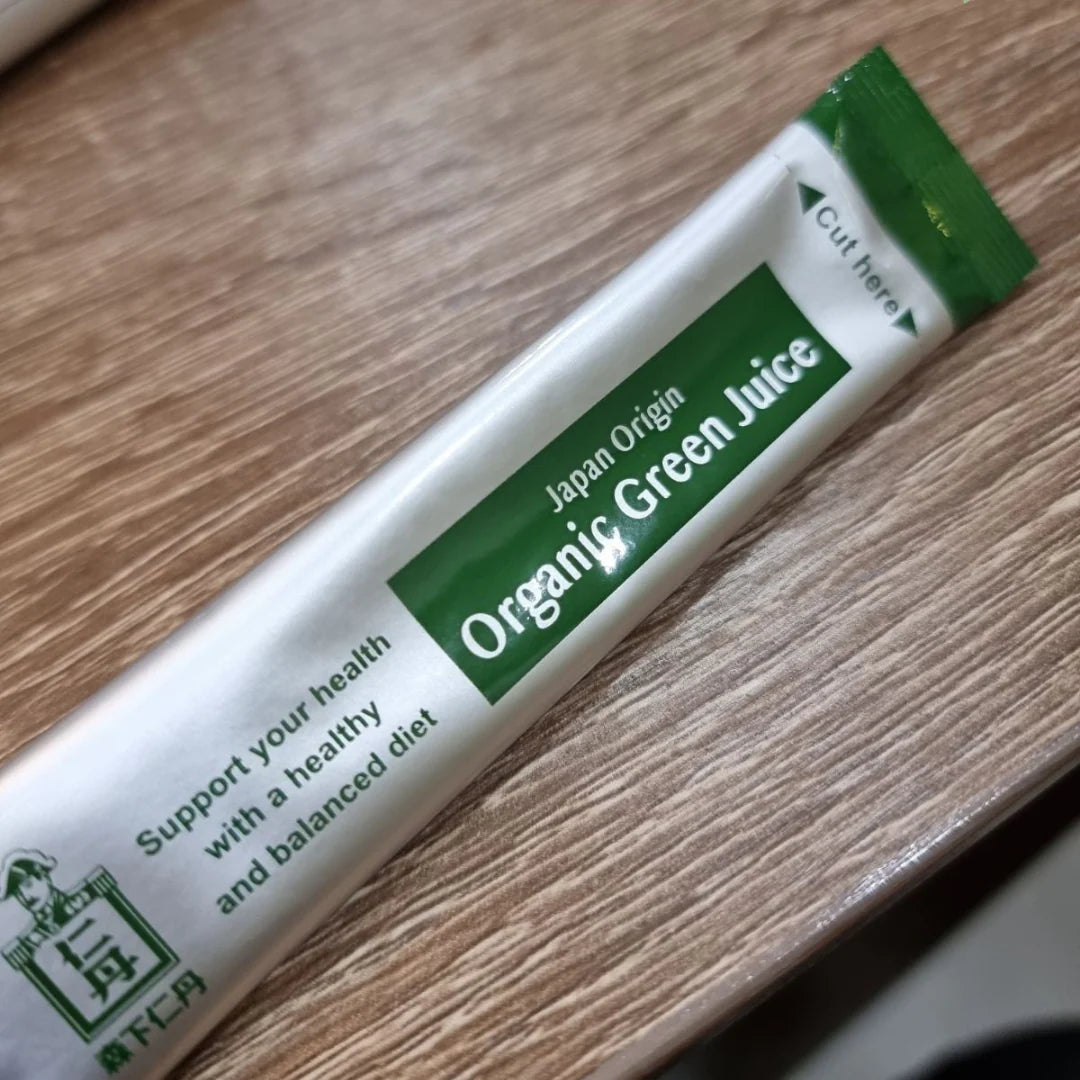 Cut here
Japan Origin
Organic Green Juice
Support your health
with a healthy
and balanced diet
仁丹
森下仁丹